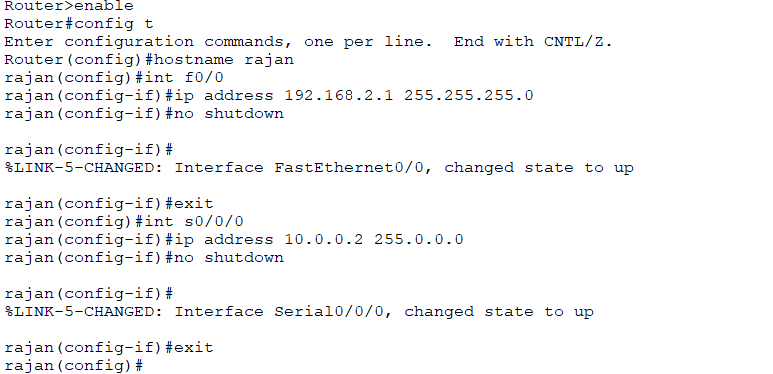 Router>enable
Router#config t
Enter configuration commands, one per line.  End with CNTL/Z.
Router(config)#hostname rajan
rajan(config)#int f0/0
rajan(config-if)#ip address 192.168.2.1 255.255.255.0
rajan(config-if)#no shutdown
rajan(config-if)#
%LINK-5-CHANGED: Interface FastEthernet0/0, changed state to up
rajan(config-if)#exit
rajan(config)#int s0/0/0
rajan(config-if)#ip address 10.0.0.2 255.0.0.0
rajan(config-if)#no shutdown
rajan(config-if)#
%LINK-5-CHANGED: Interface Serial0/0/0, changed state to up
rajan(config-if)#exit
rajan(config)#